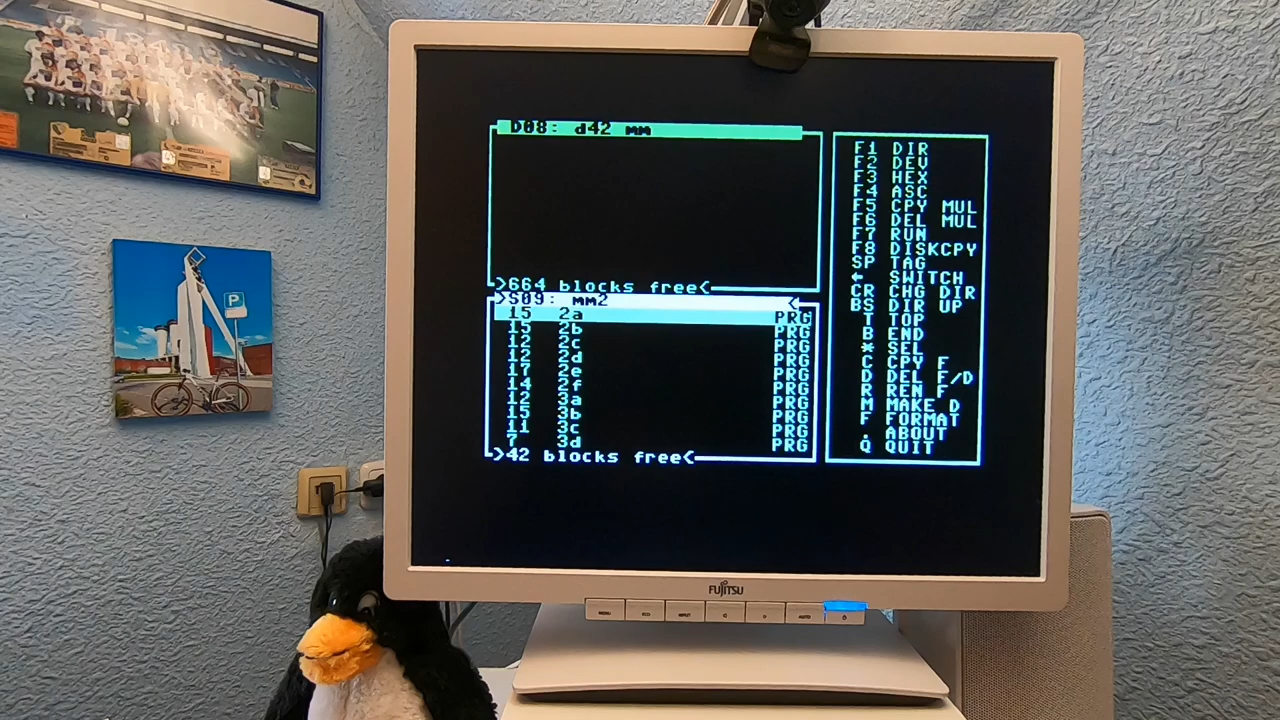 D08: d42 mm
>664 blocks free<
>S09: mm2 <
15 2a PRG
15 2b PRG
12 2c PRG
12 2d PRG
17 2e PRG
14 2f PRG
12 3a PRG
15 3b PRG
11 3c PRG
7 3d PRG
>42 blocks free<
F1 DIR
F2 DEV
F3 HEX
F4 ASC
F5 CPY MUL
F6 DEL MUL
F7 RUN
F8 DISKCPY
SP TAG
← SWITCH
CR CHG DIR
BS DIR UP
T TOP
B END
* SEL
C CPY F
D DEL F/D
R REN F
M MAKE D
F FORMAT
. ABOUT
Q QUIT
P
FUJITSU
MENU